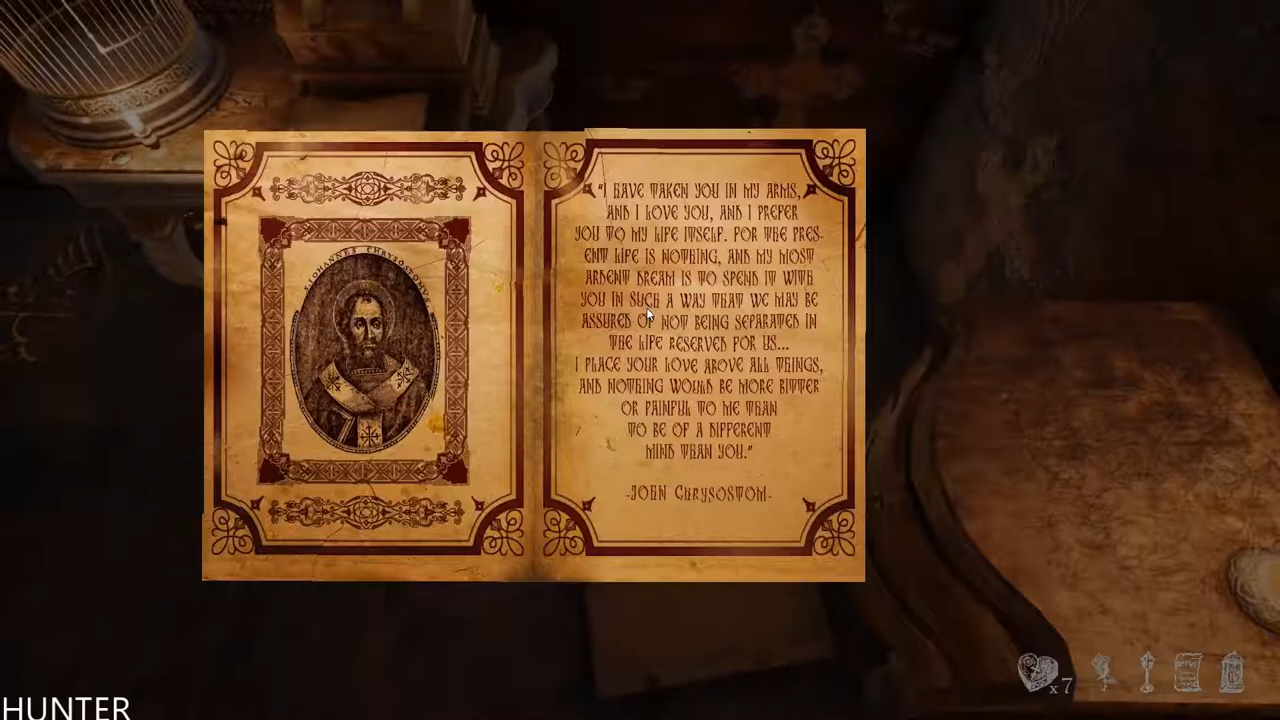 S. IOHANNES CHRYSOSTOMVS.
"I HAVE TAKEN YOU IN MY ARMS,
AND I LOVE YOU, AND I PREFER
YOU TO MY LIFE ITSELF. FOR THE PRES-
ENT LIFE IS NOTHING, AND MY MOST
ARDENT DREAM IS TO SPEND IT WITH
YOU IN SUCH A WAY THAT WE MAY BE
ASSURED OF NOT BEING SEPARATED IN
THE LIFE RESERVED FOR US...
I PLACE YOUR LOVE ABOVE ALL THINGS,
AND NOTHING WOULD BE MORE BITTER
OR PAINFUL TO ME THAN
TO BE OF A DIFFERENT
MIND THAN YOU."
-JOHN CHRYSOSTOM-
x 7
HUNTER